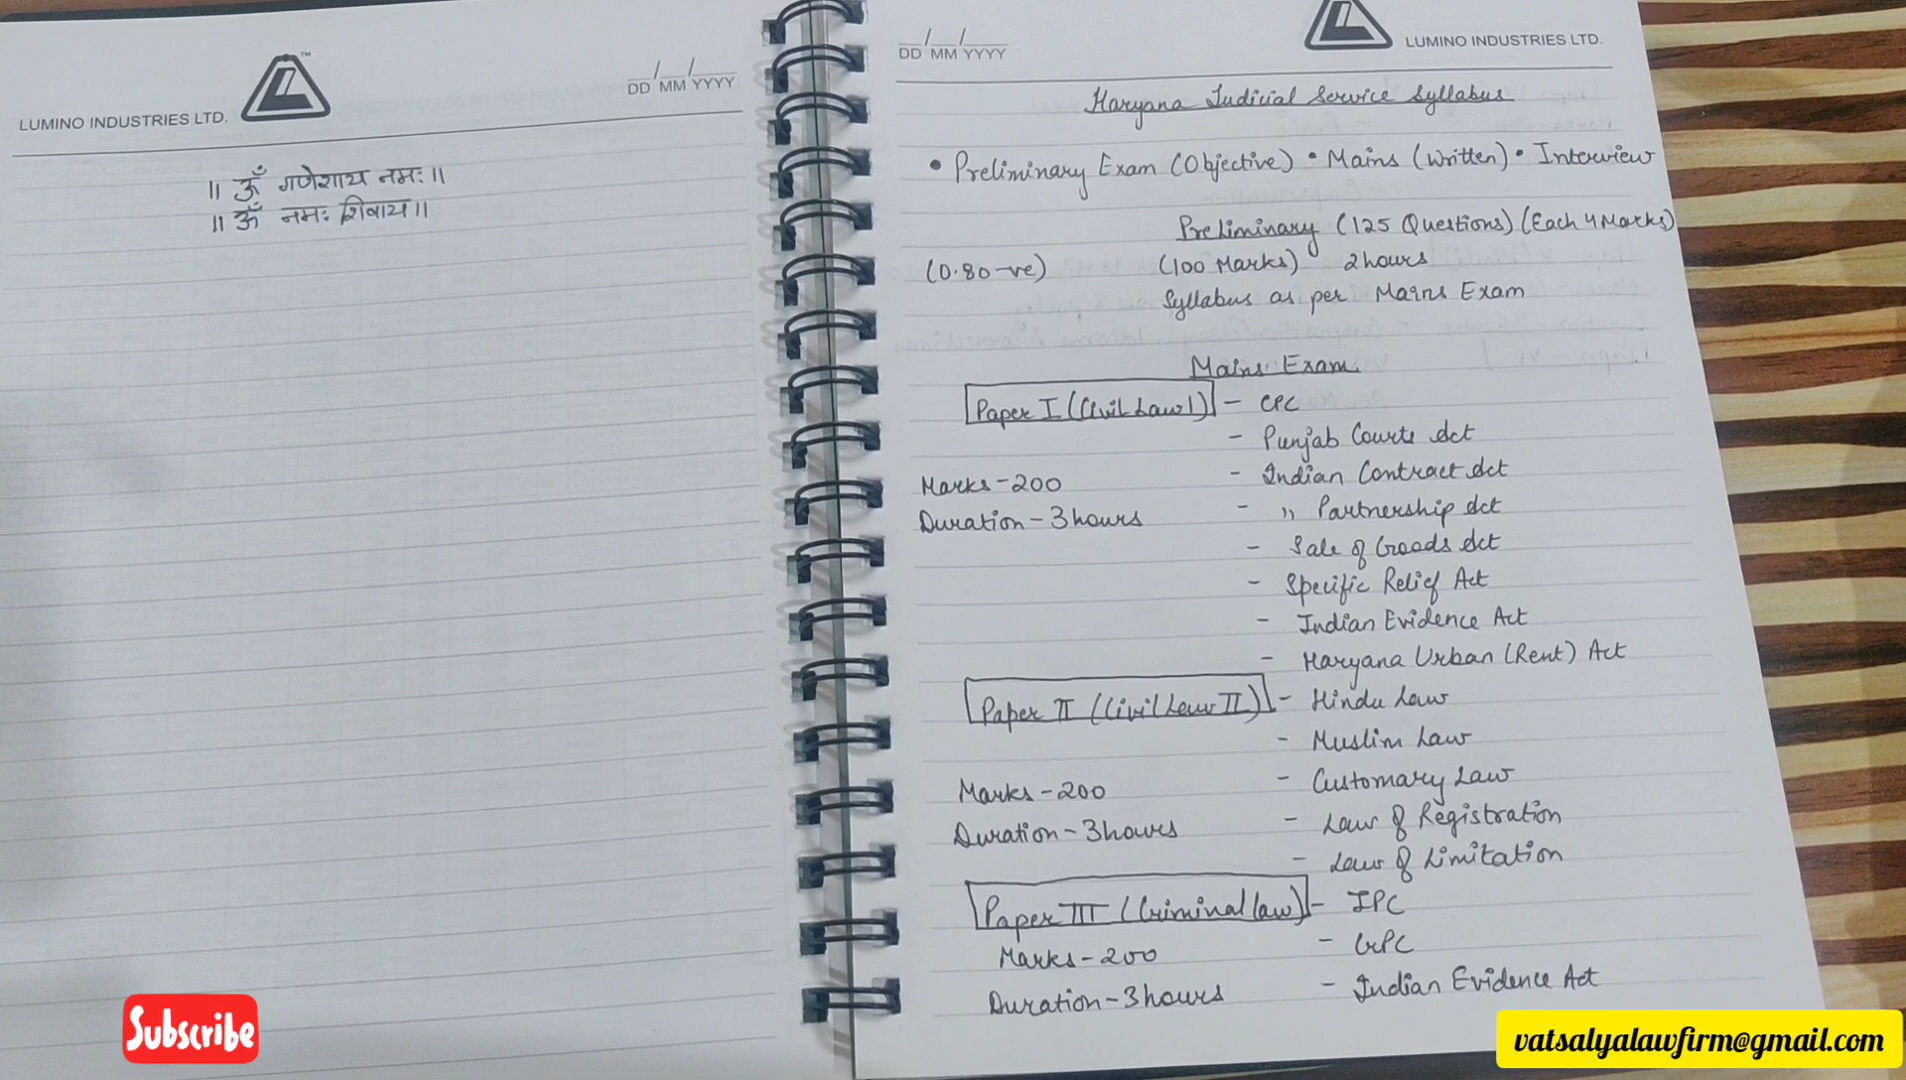 LUMINO INDUSTRIES LTD.
TM
DD / MM / YYYY
॥ ॐ गणेशाय नमः ॥
॥ ॐ नमः शिवाय ॥
DD / MM / YYYY
LUMINO INDUSTRIES LTD.
Haryana Judicial Service Syllabus
• Preliminary Exam (Objective) • Mains (Written) • Interview
Preliminary (125 Questions) (Each 4 Marks)
(0.80 -ve) (100 Marks) 2 hours
Syllabus as per Mains Exam
Mains Exam
Paper I (Civil Law I) - CPC
- Punjab Courts Act
Marks - 200 - Indian Contract Act
Duration - 3 hours - " Partnership Act
- Sale of Goods Act
- Specific Relief Act
- Indian Evidence Act
- Haryana Urban (Rent) Act
Paper II (Civil Law II) - Hindu Law
- Muslim Law
Marks - 200 - Customary Law
Duration - 3 hours - Law of Registration
- Law of Limitation
Paper III (Criminal law) - IPC
Marks - 200 - CrPC
Duration - 3 hours - Indian Evidence Act
Subscribe
vatsalyalawfirm@gmail.com